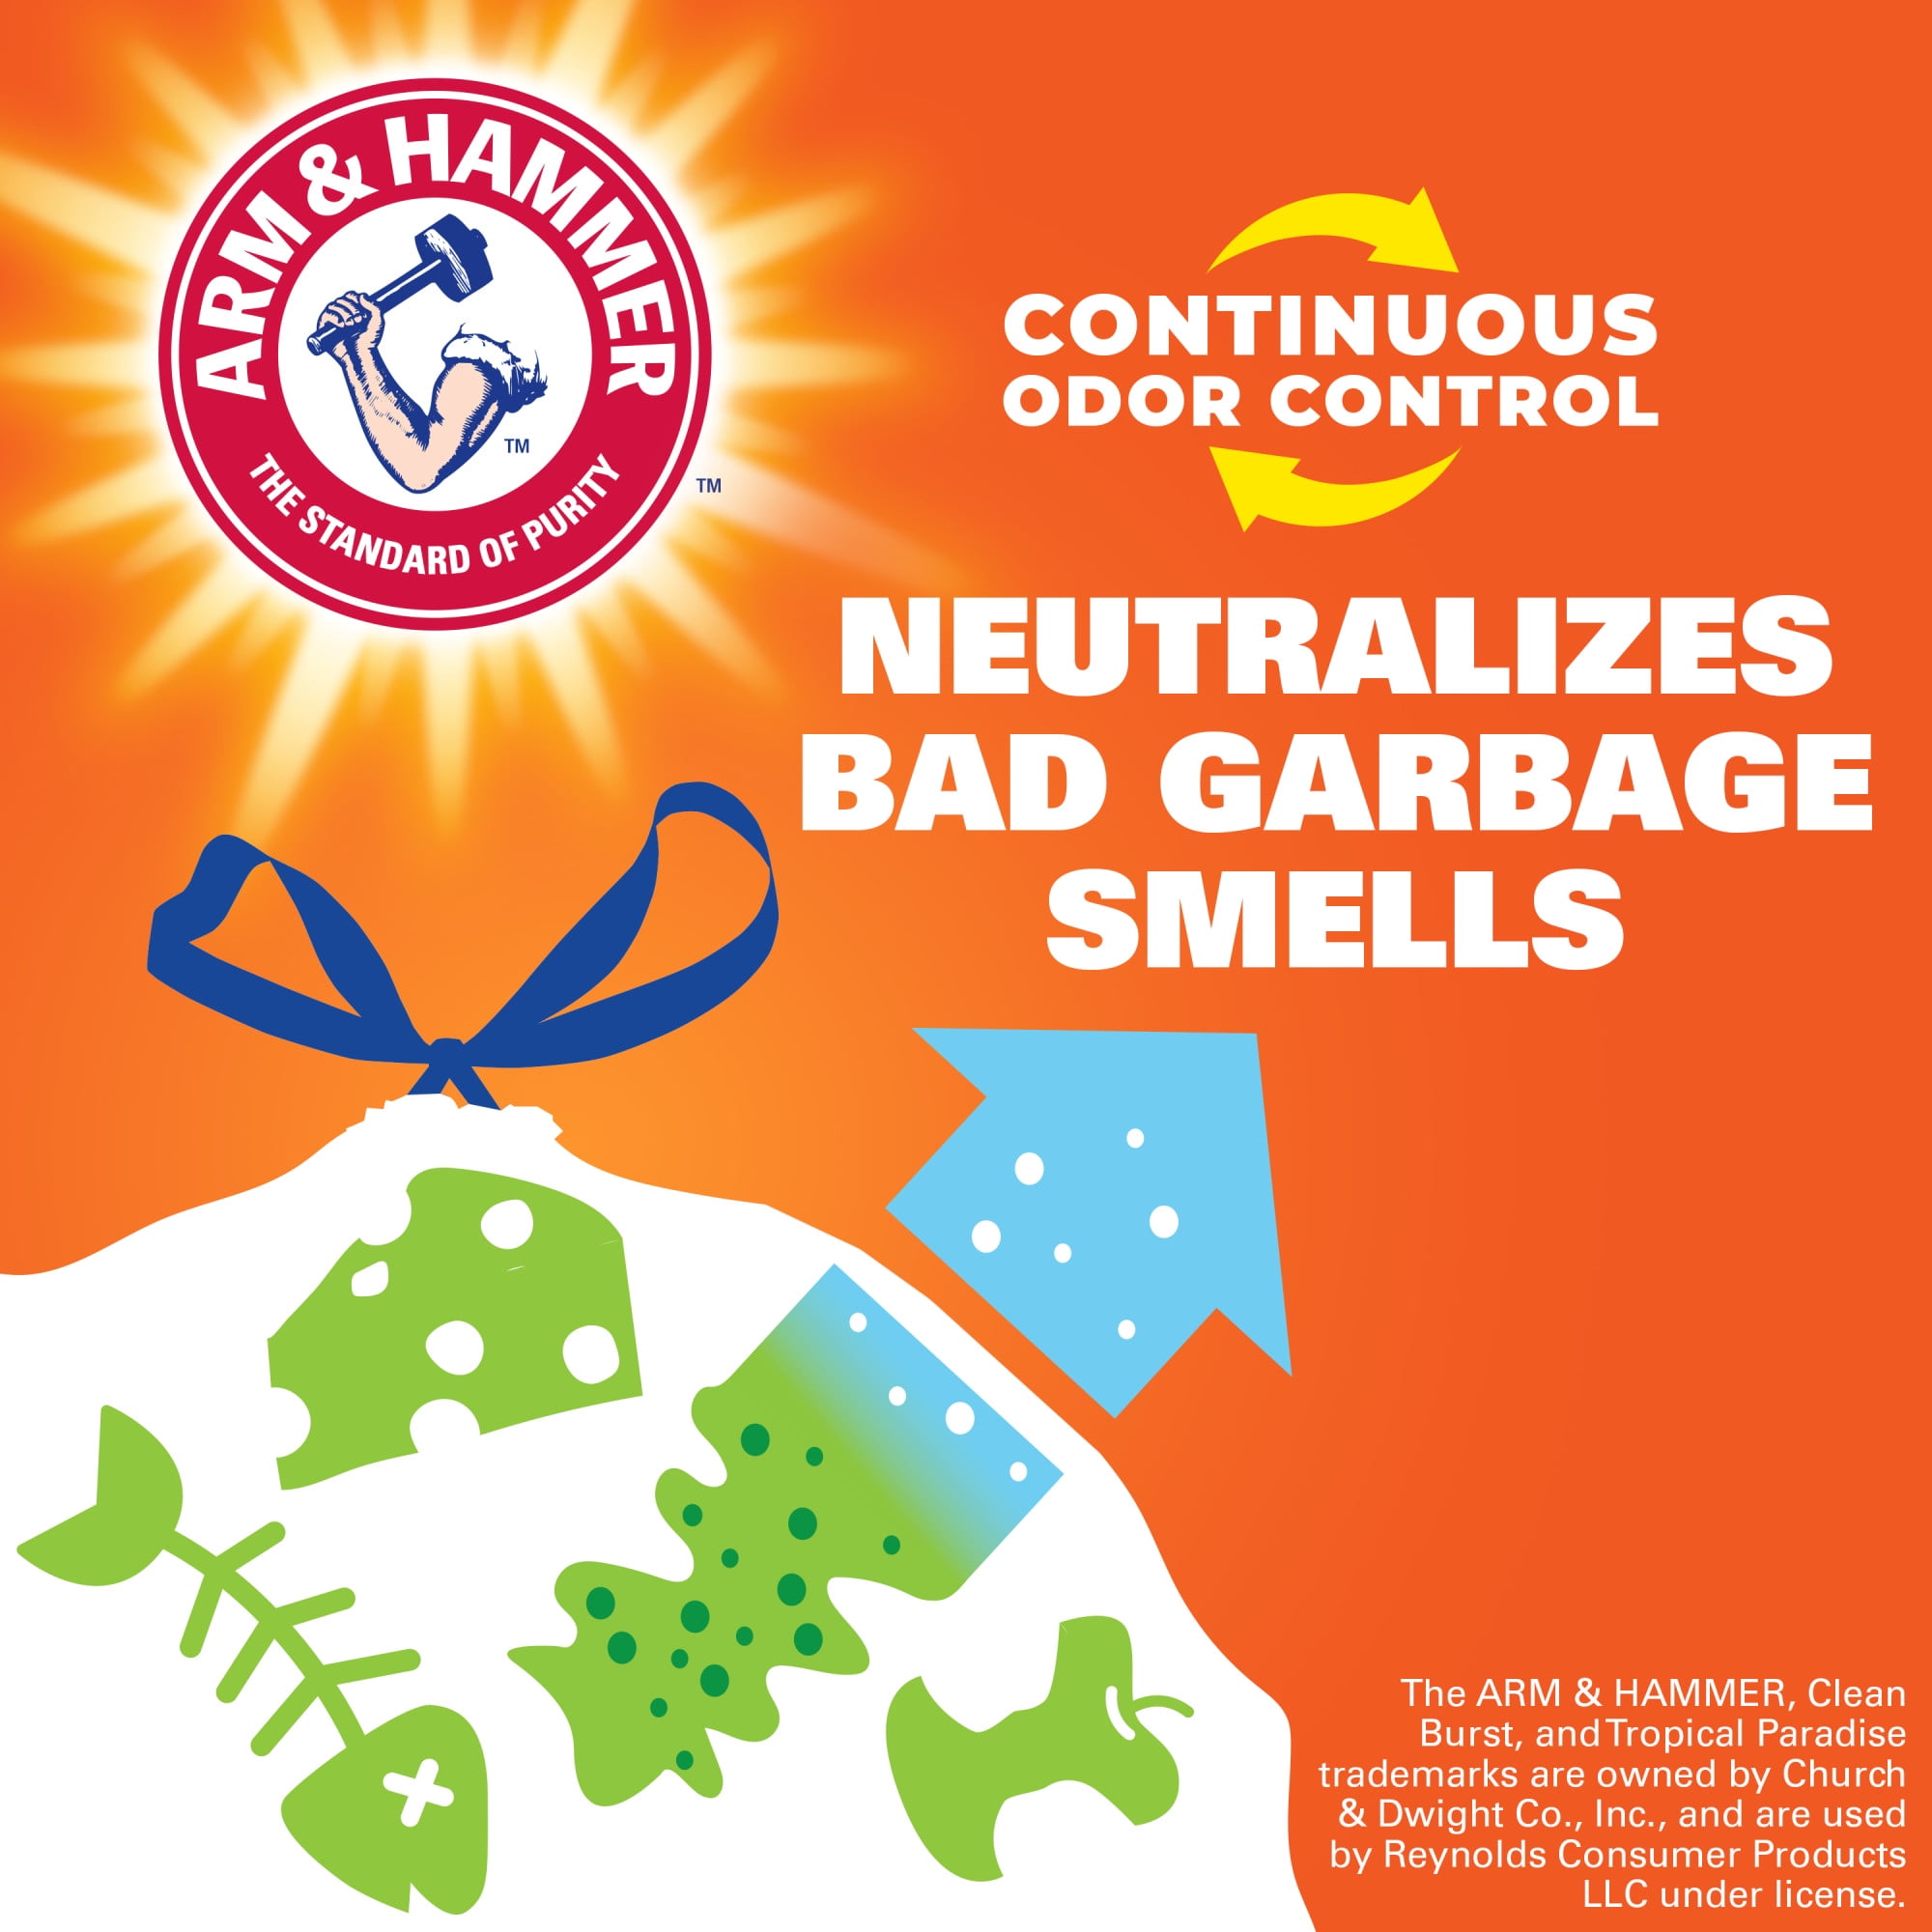 ARM & HAMMER
THE STANDARD OF PURITY
TM
TM
CONTINUOUS
ODOR CONTROL
NEUTRALIZES
BAD GARBAGE
SMELLS
The ARM & HAMMER, Clean
Burst, and Tropical Paradise
trademarks are owned by Church
& Dwight Co., Inc., and are used
by Reynolds Consumer Products
LLC under license.